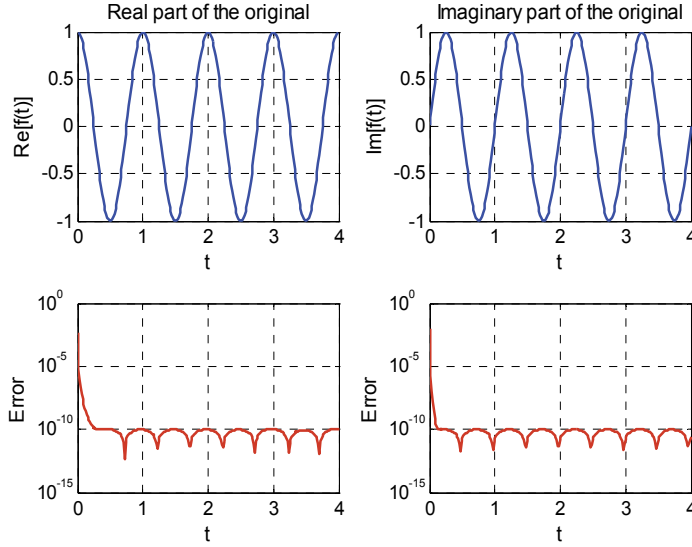 Real part of the original
1
0.5
0
-0.5
-1
Re[f(t)]
0 1 2 3 4
t
Imaginary part of the original
1
0.5
0
-0.5
-1
Im[f(t)]
0 1 2 3 4
t
10^0
10^-5
10^-10
10^-15
Error
0 1 2 3 4
t
10^0
10^-5
10^-10
10^-15
Error
0 1 2 3 4
t